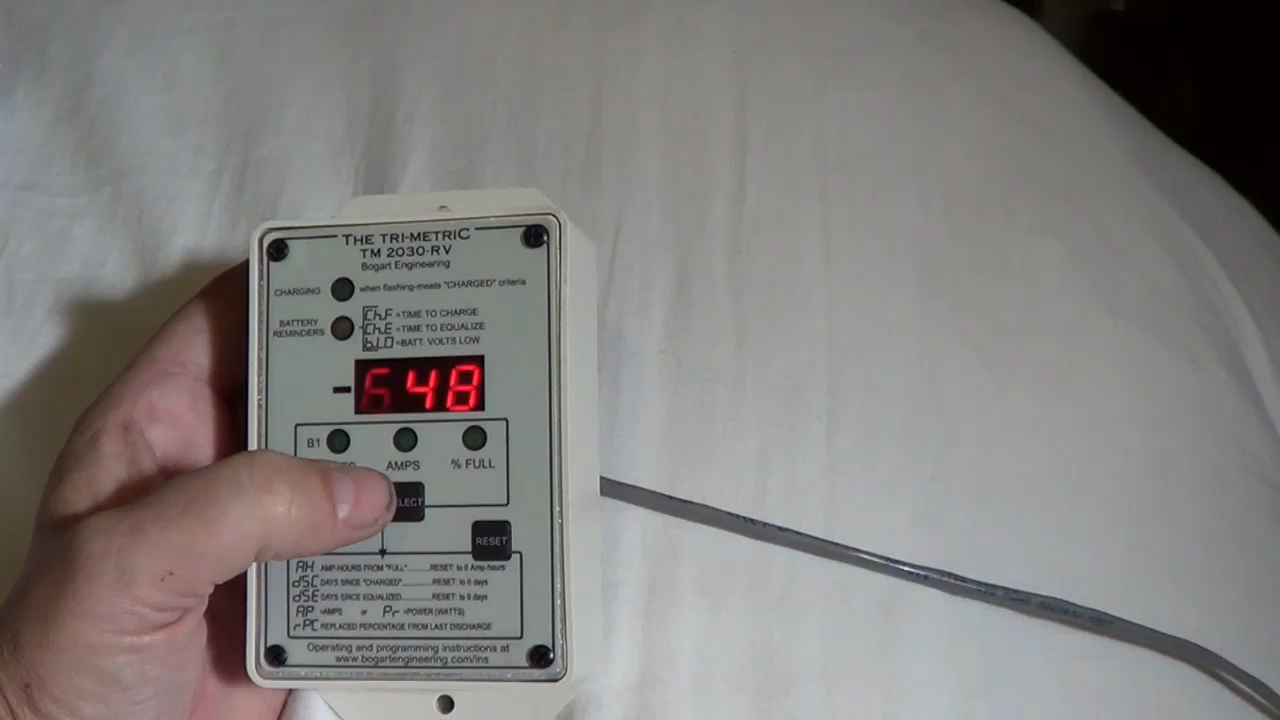 THE TRI-METRIC
TM 2030-RV
Bogart Engineering
CHARGING when flashing-meets "CHARGED" criteria
BATTERY REMINDERS
Ch.F =TIME TO CHARGE
Ch.E =TIME TO EQUALIZE
b.LO =BATT. VOLTS LOW
48
B1
AMPS % FULL
RESET
AH AMP-HOURS FROM "FULL"........RESET: to 0 Amp-hours
dSC DAYS SINCE "CHARGED"........RESET: to 0 days
dSE DAYS SINCE EQUALIZED........RESET: to 0 days
AP =AMPS or Pr =POWER (WATTS)
rPC REPLACED PERCENTAGE FROM LAST DISCHARGE
Operating and programming instructions at
www.bogartengineering.com/ins